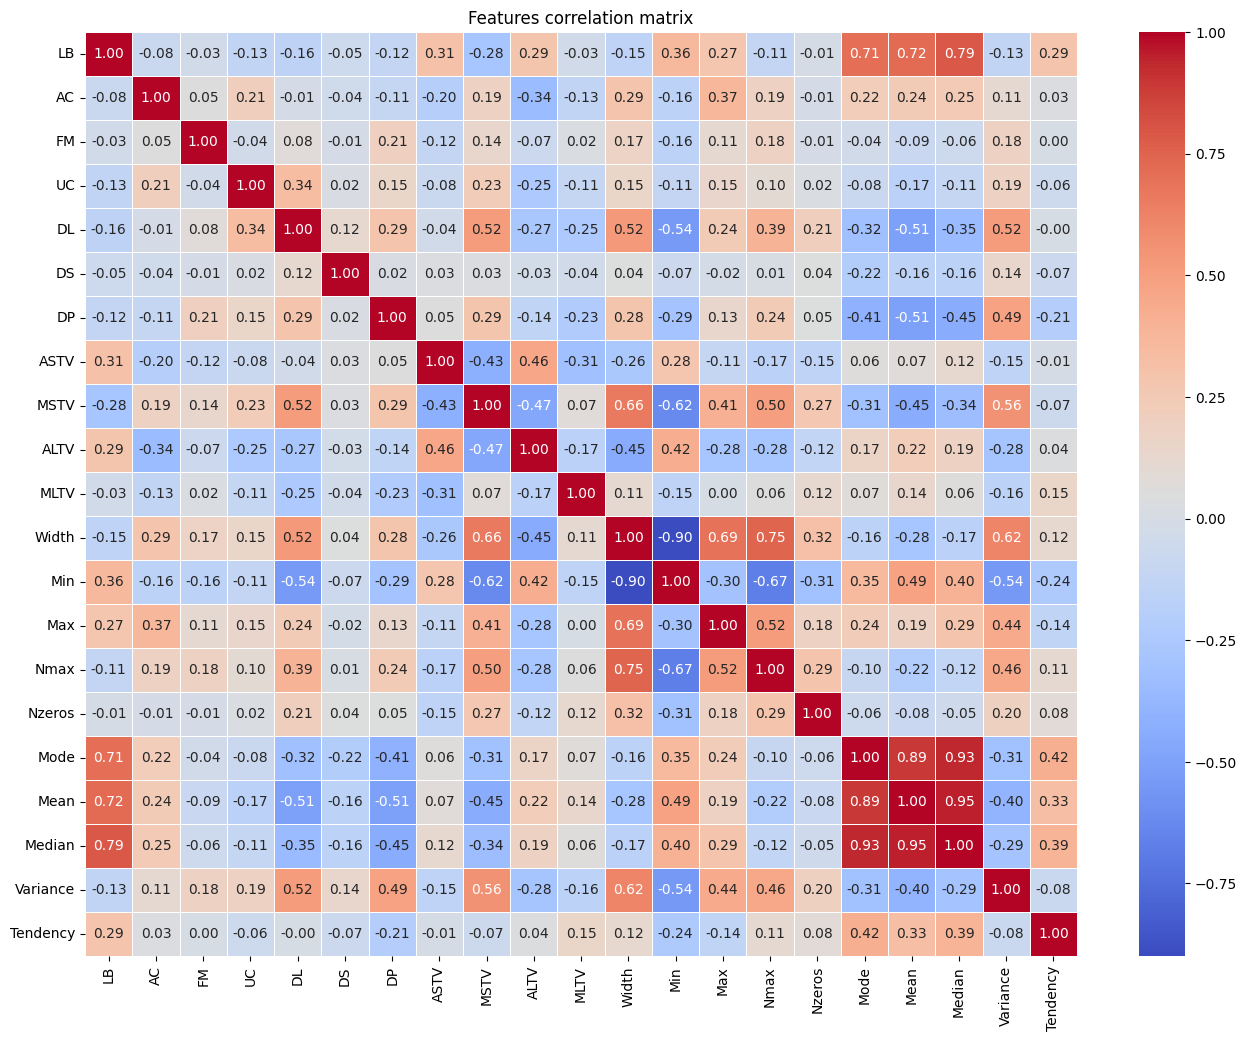 Features correlation matrix
LB 1.00 -0.08 -0.03 -0.13 -0.16 -0.05 -0.12 0.31 -0.28 0.29 -0.03 -0.15 0.36 0.27 -0.11 -0.01 0.71 0.72 0.79 -0.13 0.29
AC -0.08 1.00 0.05 0.21 -0.01 -0.04 -0.11 -0.20 0.19 -0.34 -0.13 0.29 -0.16 0.37 0.19 -0.01 0.22 0.24 0.25 0.11 0.03
FM -0.03 0.05 1.00 -0.04 0.08 -0.01 0.21 -0.12 0.14 -0.07 0.02 0.17 -0.16 0.11 0.18 -0.01 -0.04 -0.09 -0.06 0.18 0.00
UC -0.13 0.21 -0.04 1.00 0.34 0.02 0.15 -0.08 0.23 -0.25 -0.11 0.15 -0.11 0.15 0.10 0.02 -0.08 -0.17 -0.11 0.19 -0.06
DL -0.16 -0.01 0.08 0.34 1.00 0.12 0.29 -0.04 0.52 -0.27 -0.25 0.52 -0.54 0.24 0.39 0.21 -0.32 -0.51 -0.35 0.52 -0.00
DS -0.05 -0.04 -0.01 0.02 0.12 1.00 0.02 0.03 0.03 -0.03 -0.04 0.04 -0.07 -0.02 0.01 0.04 -0.22 -0.16 -0.16 0.14 -0.07
DP -0.12 -0.11 0.21 0.15 0.29 0.02 1.00 0.05 0.29 -0.14 -0.23 0.28 -0.29 0.13 0.24 0.05 -0.41 -0.51 -0.45 0.49 -0.21
ASTV 0.31 -0.20 -0.12 -0.08 -0.04 0.03 0.05 1.00 -0.43 0.46 -0.31 -0.26 0.28 -0.11 -0.17 -0.15 0.06 0.07 0.12 -0.15 -0.01
MSTV -0.28 0.19 0.14 0.23 0.52 0.03 0.29 -0.43 1.00 -0.47 0.07 0.66 -0.62 0.41 0.50 0.27 -0.31 -0.45 -0.34 0.56 -0.07
ALTV 0.29 -0.34 -0.07 -0.25 -0.27 -0.03 -0.14 0.46 -0.47 1.00 -0.17 -0.45 0.42 -0.28 -0.28 -0.12 0.17 0.22 0.19 -0.28 0.04
MLTV -0.03 -0.13 0.02 -0.11 -0.25 -0.04 -0.23 -0.31 0.07 -0.17 1.00 0.11 -0.15 0.00 0.06 0.12 0.07 0.14 0.06 -0.16 0.15
Width -0.15 0.29 0.17 0.15 0.52 0.04 0.28 -0.26 0.66 -0.45 0.11 1.00 -0.90 0.69 0.75 0.32 -0.16 -0.28 -0.17 0.62 0.12
Min 0.36 -0.16 -0.16 -0.11 -0.54 -0.07 -0.29 0.28 -0.62 0.42 -0.15 -0.90 1.00 -0.30 -0.67 -0.31 0.35 0.49 0.40 -0.54 -0.24
Max 0.27 0.37 0.11 0.15 0.24 -0.02 0.13 -0.11 0.41 -0.28 0.00 0.69 -0.30 1.00 0.52 0.18 0.24 0.19 0.29 0.44 -0.14
Nmax -0.11 0.19 0.18 0.10 0.39 0.01 0.24 -0.17 0.50 -0.28 0.06 0.75 -0.67 0.52 1.00 0.29 -0.10 -0.22 -0.12 0.46 0.11
Nzeros -0.01 -0.01 -0.01 0.02 0.21 0.04 0.05 -0.15 0.27 -0.12 0.12 0.32 -0.31 0.18 0.29 1.00 -0.06 -0.08 -0.05 0.20 0.08
Mode 0.71 0.22 -0.04 -0.08 -0.32 -0.22 -0.41 0.06 -0.31 0.17 0.07 -0.16 0.35 0.24 -0.10 -0.06 1.00 0.89 0.93 -0.31 0.42
Mean 0.72 0.24 -0.09 -0.17 -0.51 -0.16 -0.51 0.07 -0.45 0.22 0.14 -0.28 0.49 0.19 -0.22 -0.08 0.89 1.00 0.95 -0.40 0.33
Median 0.79 0.25 -0.06 -0.11 -0.35 -0.16 -0.45 0.12 -0.34 0.19 0.06 -0.17 0.40 0.29 -0.12 -0.05 0.93 0.95 1.00 -0.29 0.39
Variance -0.13 0.11 0.18 0.19 0.52 0.14 0.49 -0.15 0.56 -0.28 -0.16 0.62 -0.54 0.44 0.46 0.20 -0.31 -0.40 -0.29 1.00 -0.08
Tendency 0.29 0.03 0.00 -0.06 -0.00 -0.07 -0.21 -0.01 -0.07 0.04 0.15 0.12 -0.24 -0.14 0.11 0.08 0.42 0.33 0.39 -0.08 1.00
LB AC FM UC DL DS DP ASTV MSTV ALTV MLTV Width Min Max Nmax Nzeros Mode Mean Median Variance Tendency
1.00
0.75
0.50
0.25
0.00
-0.25
-0.50
-0.75